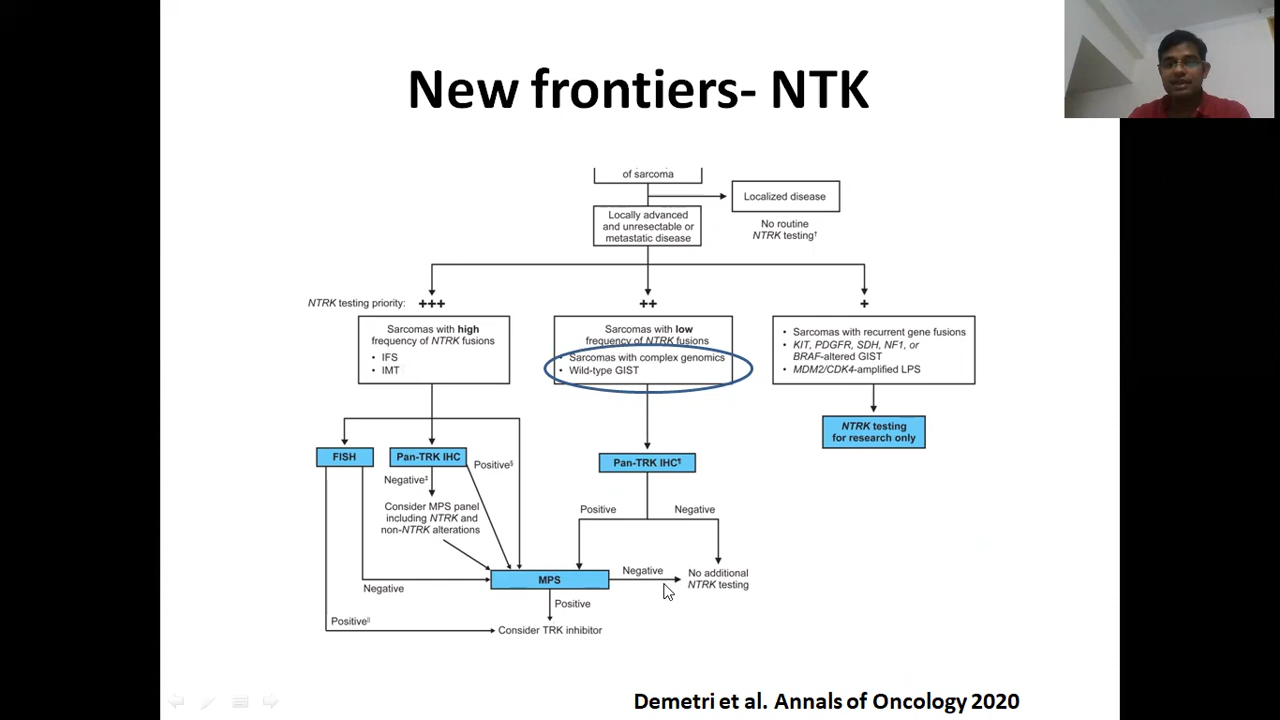 New frontiers- NTK
of sarcoma
Localized disease
Locally advanced
and unresectable or
metastatic disease
No routine
NTRK testing†
NTRK testing priority: +++
++
+
Sarcomas with high
frequency of NTRK fusions
• IFS
• IMT
Sarcomas with low
frequency of NTRK fusions
• Sarcomas with complex genomics
• Wild-type GIST
• Sarcomas with recurrent gene fusions
• KIT, PDGFR, SDH, NF1, or
BRAF-altered GIST
• MDM2/CDK4-amplified LPS
NTRK testing
for research only
FISH
Pan-TRK IHC
Positive§
Pan-TRK IHC¶
Negative‡
Consider MPS panel
including NTRK and
non-NTRK alterations
Positive
Negative
MPS
Negative
No additional
NTRK testing
Negative
Positive
Positive||
Consider TRK inhibitor
Demetri et al. Annals of Oncology 2020